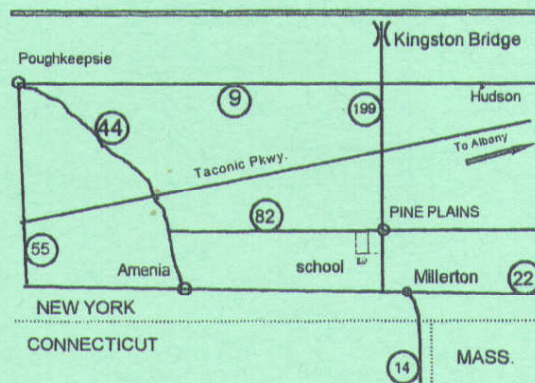 Kingston Bridge
Poughkeepsie
9
199
Hudson
44
To Albony
Taconic Pkwy.
82
PINE PLAINS
55
school
Amenia
Millerton
22
NEW YORK
CONNECTICUT
14
MASS.